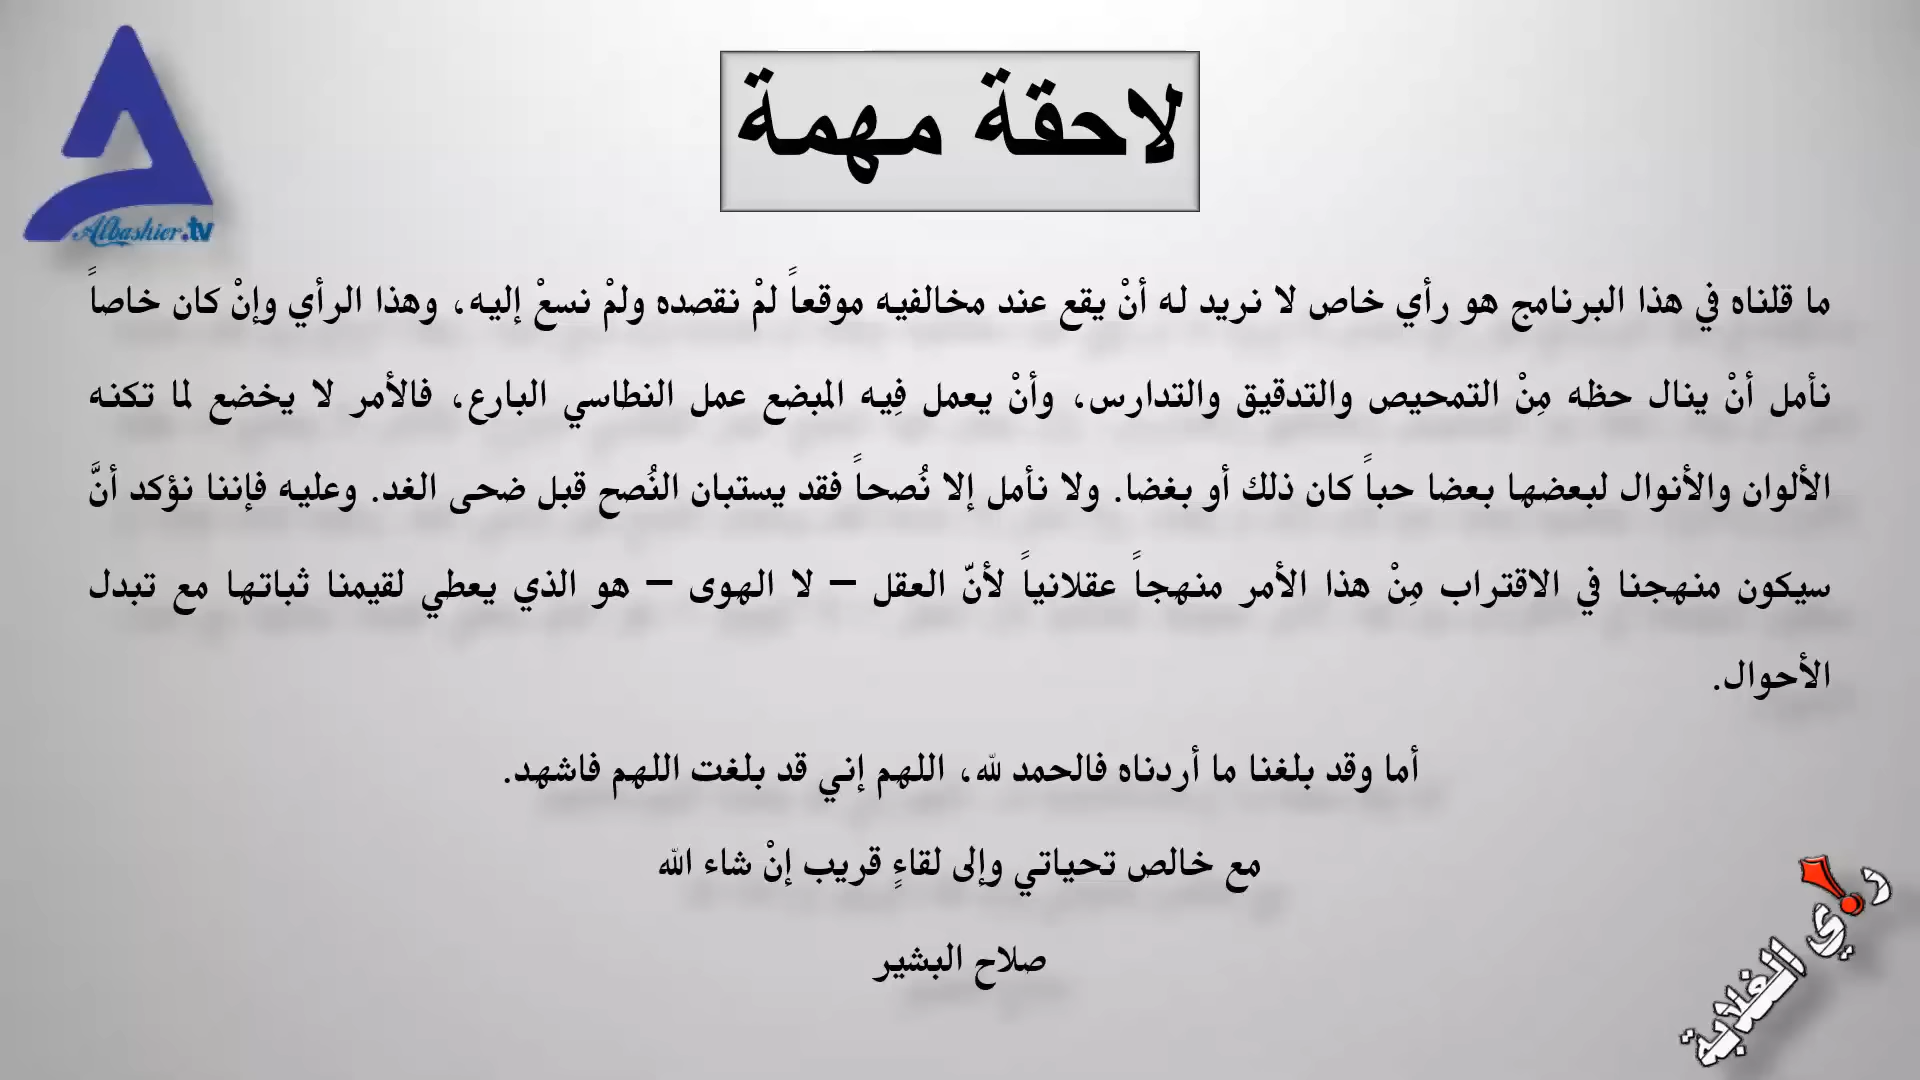 لاحقة مهمة
Albashier.tv
ما قلناه في هذا البرنامج هو رأي خاص لا نريد له أنْ يقع عند مخالفيه موقعاً لمْ نقصده ولمْ نسعْ إليه، وهذا الرأي وإنْ كان خاصاً
نأمل أنْ ينال حظه مِنْ التمحيص والتدقيق والتدارس، وأنْ يعمل فِيه المبضع عمل النطاسي البارع، فالأمر لا يخضع لما تكنه
الألوان والأنوال لبعضها بعضا حباً كان ذلك أو بغضا. ولا نأمل إلا نُصحاً فقد يستبان النُصح قبل ضحى الغد. وعليه فإننا نؤكد أنَّ
سيكون منهجنا في الاقتراب مِنْ هذا الأمر منهجاً عقلانياً لأنّ العقل – لا الهوى – هو الذي يعطي لقيمنا ثباتها مع تبدل
الأحوال.
أما وقد بلغنا ما أردناه فالحمد لله، اللهم إني قد بلغت اللهم فاشهد.
مع خالص تحياتي وإلى لقاءٍ قريب إنْ شاء الله
صلاح البشير
رأي الغلابة